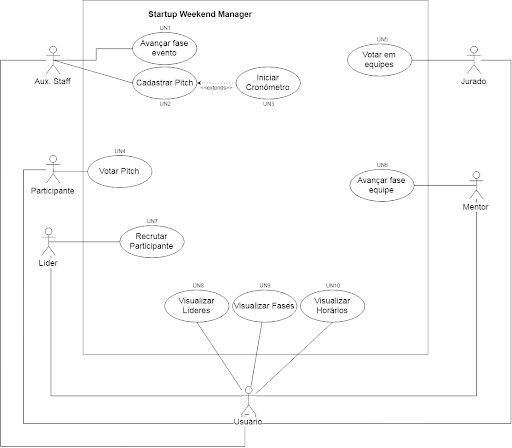 Startup Weekend Manager
UN1
Avançar fase
evento
Aux. Staff
Cadastrar Pitch
UN2
<<extends>>
Iniciar
Cronômetro
UN3
UN5
Votar em
equipes
Jurado
UN4
Votar Pitch
Participante
UN6
Avançar fase
equipe
Mentor
UN7
Recrutar
Participante
Líder
UN8
Visualizar
Líderes
UN9
Visualizar Fases
UN10
Visualizar
Horários
Usuário